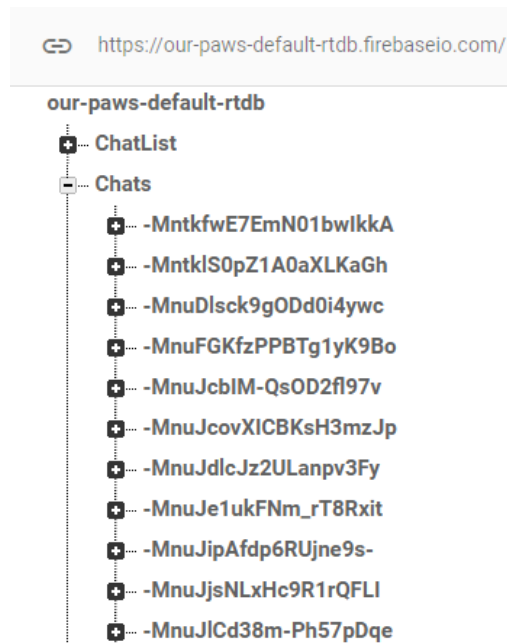 https://our-paws-default-rtdb.firebaseio.com/
our-paws-default-rtdb
ChatList
Chats
-MntkfwE7EmN01bwIkkA
-MntklS0pZ1A0aXLKaGh
-MnuDlsck9gODd0i4ywc
-MnuFGKfzPPBTg1yK9Bo
-MnuJcbIM-QsOD2fl97v
-MnuJcovXICBKsH3mzJp
-MnuJdlcJz2ULanpv3Fy
-MnuJe1ukFNm_rT8Rxit
-MnuJipAfdp6RUjne9s-
-MnuJjsNLxHc9R1rQFLI
-MnuJlCd38m-Ph57pDqe